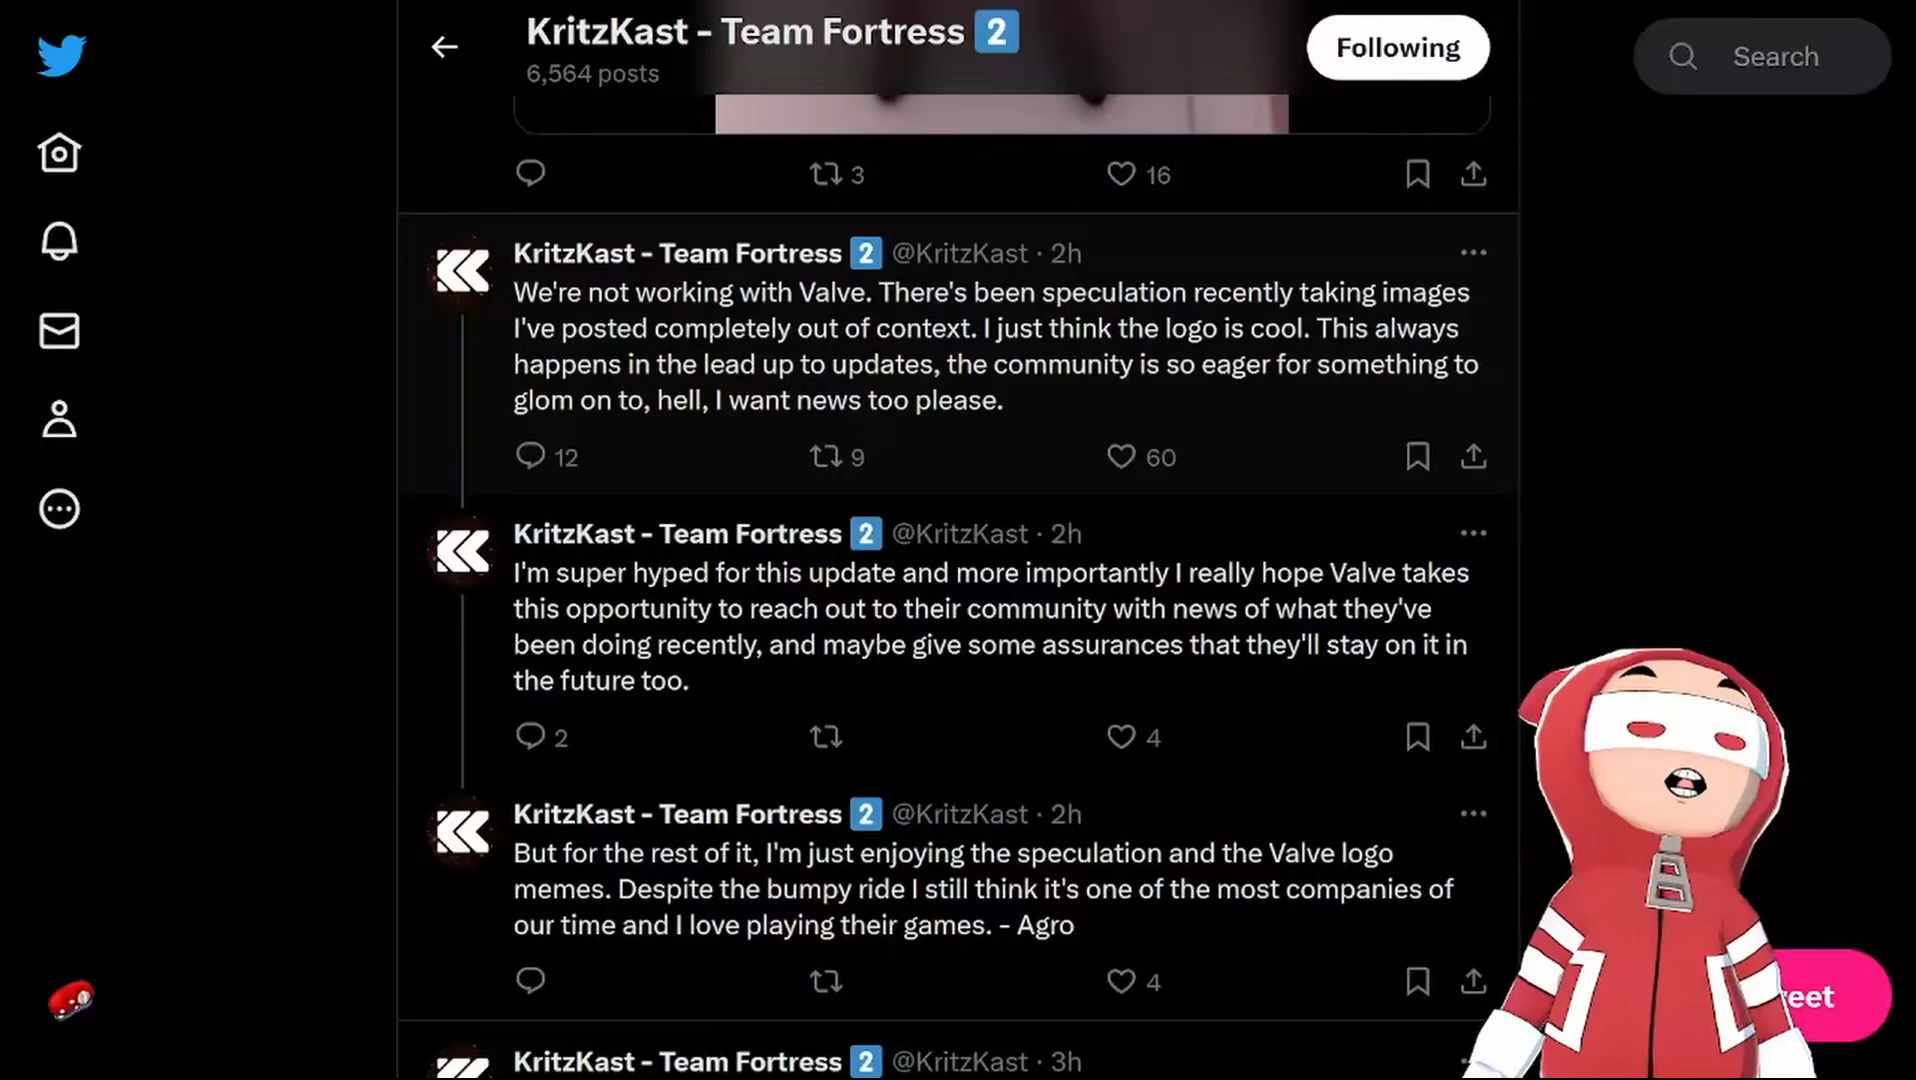 KritzKast - Team Fortress 2
6,564 posts
Following
Search
3
16
KritzKast - Team Fortress 2 @KritzKast · 2h
We're not working with Valve. There's been speculation recently taking images
I've posted completely out of context. I just think the logo is cool. This always
happens in the lead up to updates, the community is so eager for something to
glom on to, hell, I want news too please.
12
9
60
KritzKast - Team Fortress 2 @KritzKast · 2h
I'm super hyped for this update and more importantly I really hope Valve takes
this opportunity to reach out to their community with news of what they've
been doing recently, and maybe give some assurances that they'll stay on it in
the future too.
2
4
KritzKast - Team Fortress 2 @KritzKast · 2h
But for the rest of it, I'm just enjoying the speculation and the Valve logo
memes. Despite the bumpy ride I still think it's one of the most companies of
our time and I love playing their games. - Agro
4
eet
KritzKast - Team Fortress 2 @KritzKast · 3h